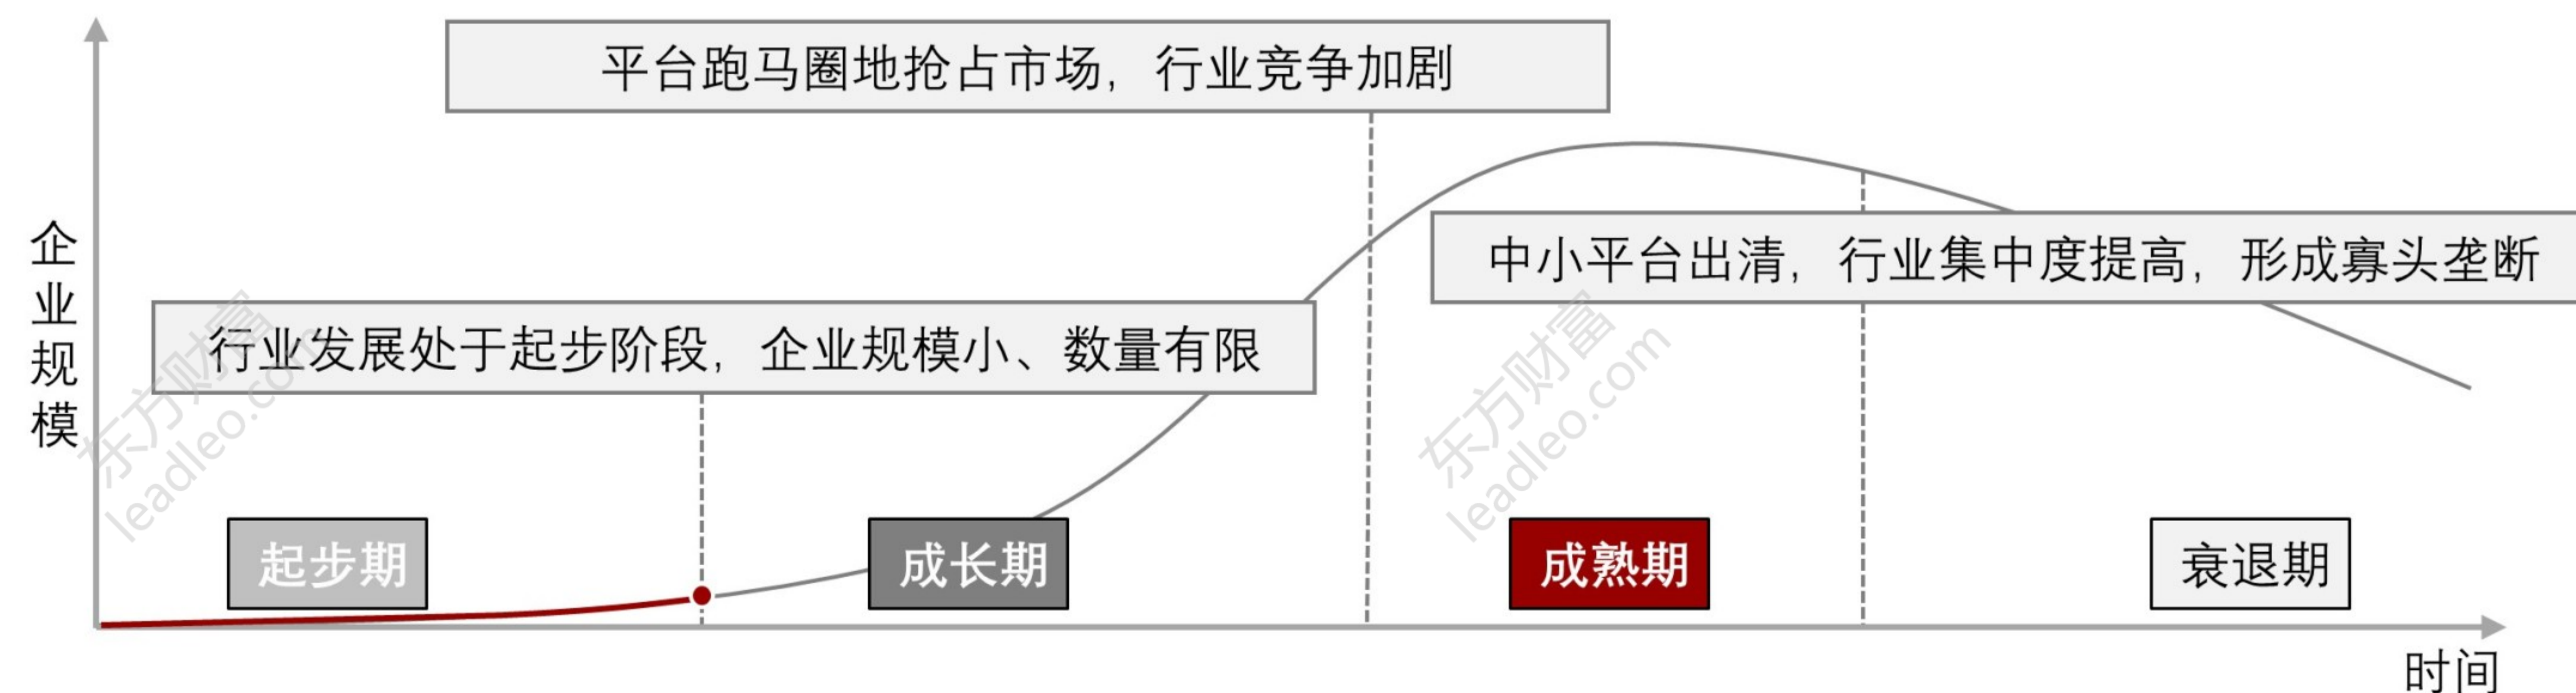 平台跑马圈地抢占市场，行业竞争加剧
中小平台出清，行业集中度提高，形成寡头垄断
行业发展处于起步阶段，企业规模小、数量有限
企业规模
起步期
成长期
成熟期
衰退期
时间
东方财富
leadleo.com
东方财富
leadleo.com